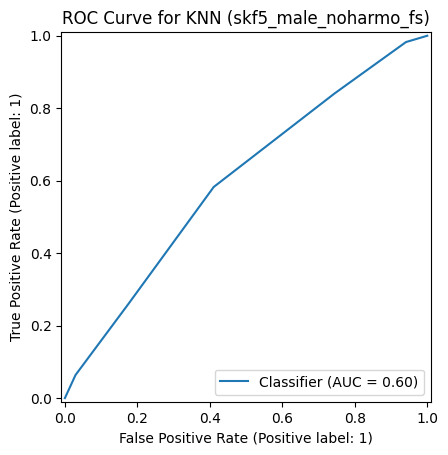 ROC Curve for KNN (skf5_male_noharmo_fs)
True Positive Rate (Positive label: 1)
1.0
0.8
0.6
0.4
0.2
0.0
Classifier (AUC = 0.60)
0.0 0.2 0.4 0.6 0.8 1.0
False Positive Rate (Positive label: 1)